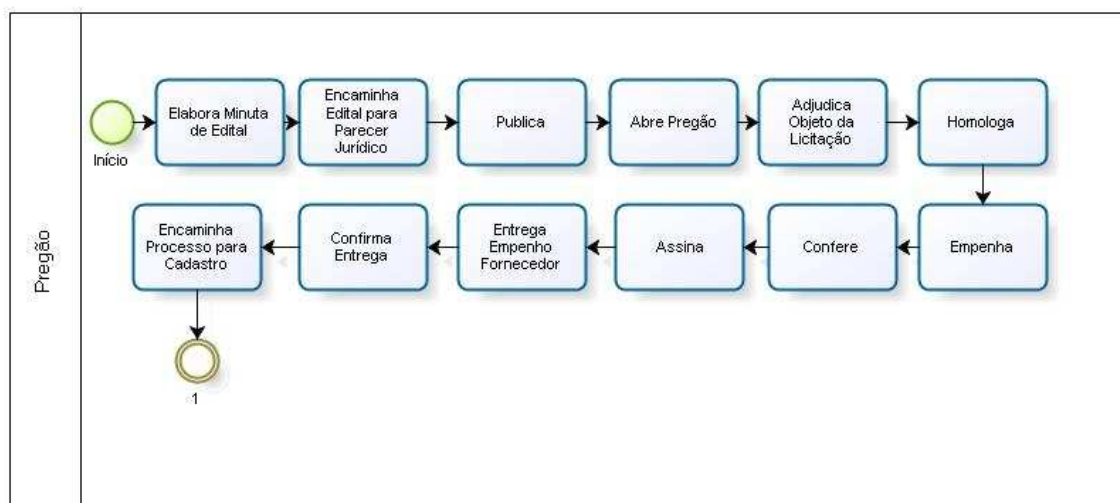 Pregão
Início
Elabora Minuta
de Edital
Encaminha
Edital para
Parecer
Jurídico
Publica
Abre Pregão
Adjudica
Objeto da
Licitação
Homologa
Empenha
Confere
Assina
Entrega
Empenho
Fornecedor
Confirma
Entrega
Encaminha
Processo para
Cadastro
1